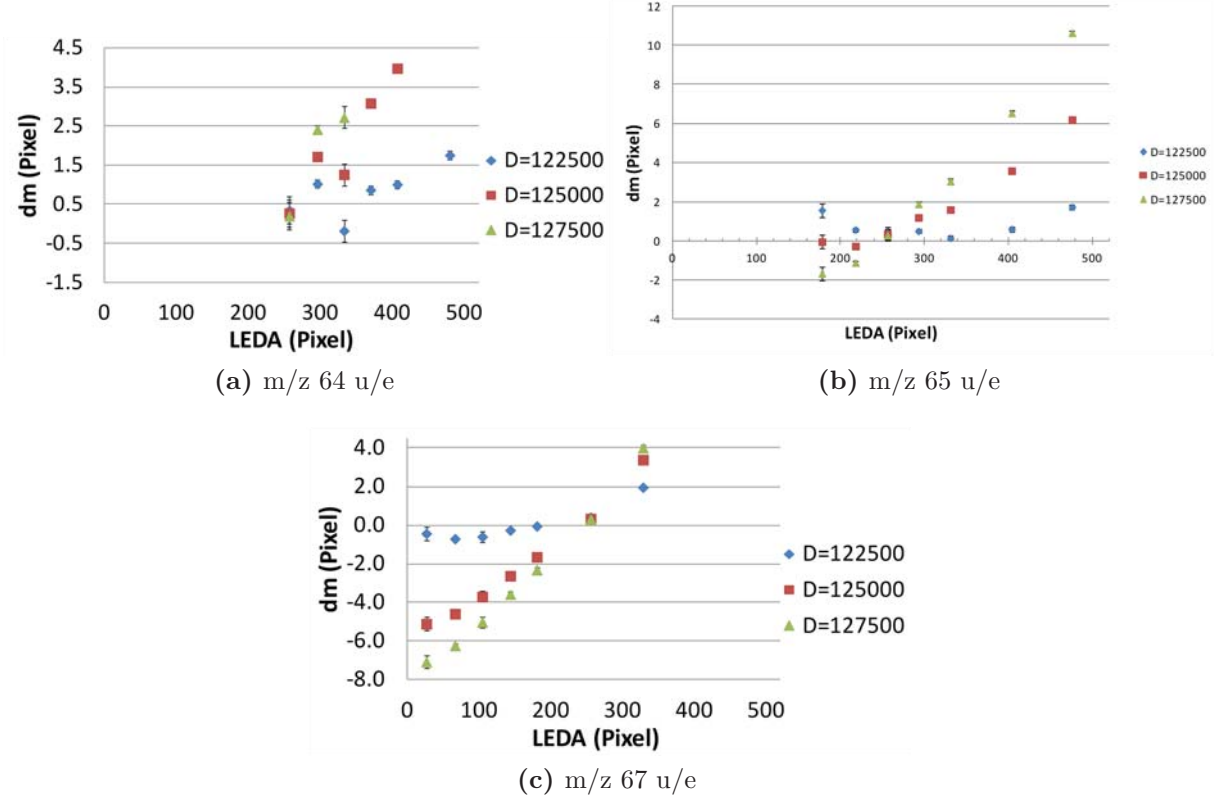 4.5
3.5
2.5
1.5
0.5
-0.5
-1.5
dm (Pixel)
0 100 200 300 400 500
LEDA (Pixel)
D=122500
D=125000
D=127500
(a) m/z 64 u/e
12
10
8
6
4
2
0
-2
-4
dm (Pixel)
0 100 200 300 400 500
LEDA (Pixel)
D=122500
D=125000
D=127500
(b) m/z 65 u/e
4.0
2.0
0.0
-2.0
-4.0
-6.0
-8.0
dm (Pixel)
0 100 200 300 400 500
LEDA (Pixel)
D=122500
D=125000
D=127500
(c) m/z 67 u/e